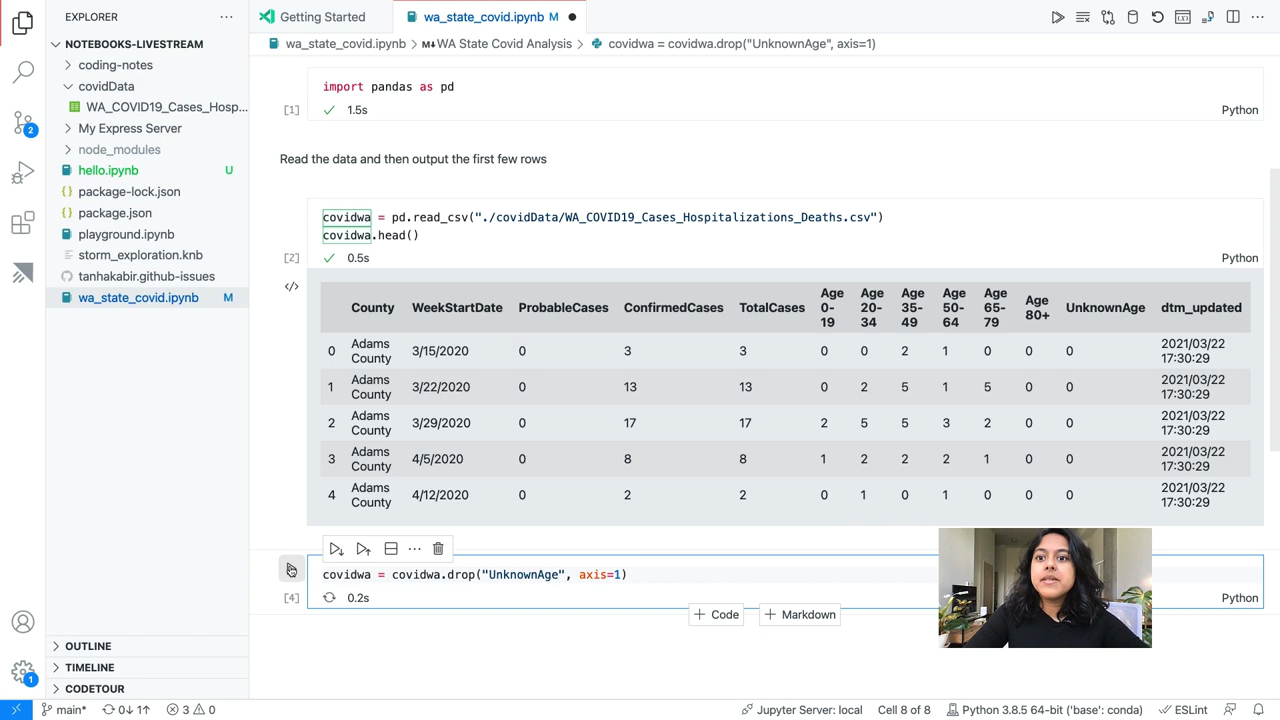 EXPLORER
Getting Started
wa_state_covid.ipynb M
NOTEBOOKS-LIVESTREAM
wa_state_covid.ipynb > M↓WA State Covid Analysis > covidwa = covidwa.drop("UnknownAge", axis=1)
coding-notes
covidData
WA_COVID19_Cases_Hosp...
My Express Server
node_modules
hello.ipynb U
package-lock.json
package.json
playground.ipynb
storm_exploration.knb
tanhakabir.github-issues
wa_state_covid.ipynb M
OUTLINE
TIMELINE
CODETOUR
2
1
import pandas as pd
[1] 1.5s Python
Read the data and then output the first few rows
covidwa = pd.read_csv("./covidData/WA_COVID19_Cases_Hospitalizations_Deaths.csv")
covidwa.head()
[2] 0.5s Python
County WeekStartDate ProbableCases ConfirmedCases TotalCases Age 0-19 Age 20-34 Age 35-49 Age 50-64 Age 65-79 Age 80+ UnknownAge dtm_updated
0 Adams County 3/15/2020 0 3 3 0 0 2 1 0 0 0 2021/03/22 17:30:29
1 Adams County 3/22/2020 0 13 13 0 2 5 1 5 0 0 2021/03/22 17:30:29
2 Adams County 3/29/2020 0 17 17 2 5 5 3 2 0 0 2021/03/22 17:30:29
3 Adams County 4/5/2020 0 8 8 1 2 2 2 1 0 0 2021/03/22 17:30:29
4 Adams County 4/12/2020 0 2 2 0 1 0 1 0 0 0 2021/03/22 17:30:29
covidwa = covidwa.drop("UnknownAge", axis=1)
[4] 0.2s Python
+ Code + Markdown
main* 0↓ 1↑ 3 0 Jupyter Server: local Cell 8 of 8 Python 3.8.5 64-bit ('base': conda) ESLint